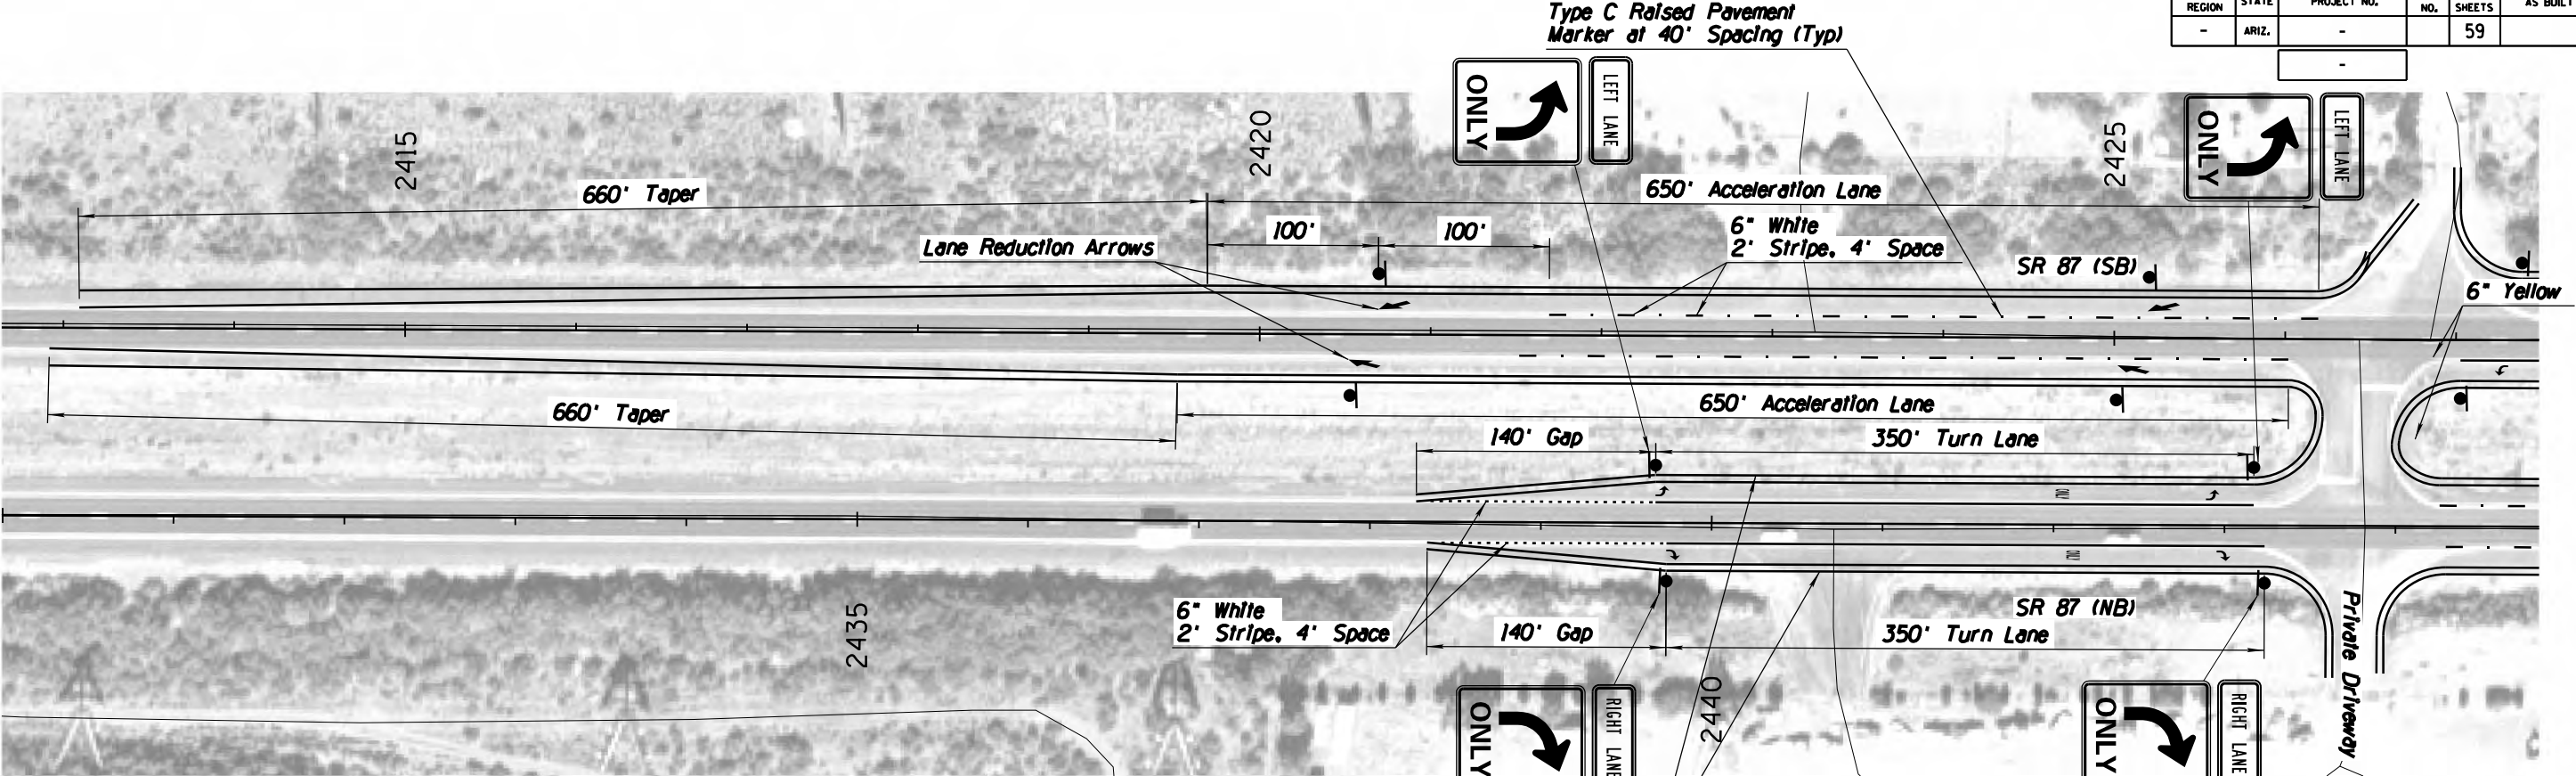 Type C Raised Pavement
Marker at 40' Spacing (Typ)
REGION STATE PROJECT NO. NO. SHEETS AS BUILT
- ARIZ. - 59
-
ONLY
LEFT LANE
ONLY
LEFT LANE
2415
2420
2425
660' Taper
650' Acceleration Lane
100'
100'
Lane Reduction Arrows
6" White
2' Stripe, 4' Space
SR 87 (SB)
6" Yellow
660' Taper
650' Acceleration Lane
140' Gap
350' Turn Lane
ONLY
ONLY
6" White
2' Stripe, 4' Space
140' Gap
SR 87 (NB)
350' Turn Lane
2435
2440
Private Driveway
ONLY
RIGHT LANE
ONLY
RIGHT LANE